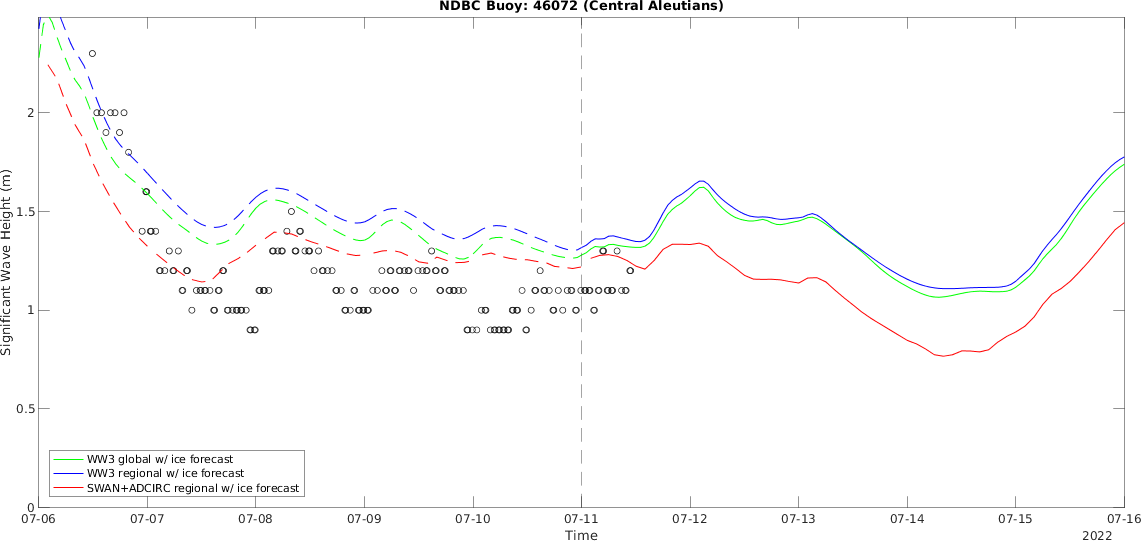 NDBC Buoy: 46072 (Central Aleutians)
Significant Wave Height (m)
2
1.5
1
0.5
0
WW3 global w/ ice forecast
WW3 regional w/ ice forecast
SWAN+ADCIRC regional w/ ice forecast
07-06 07-07 07-08 07-09 07-10 07-11 07-12 07-13 07-14 07-15 07-16
Time
2022